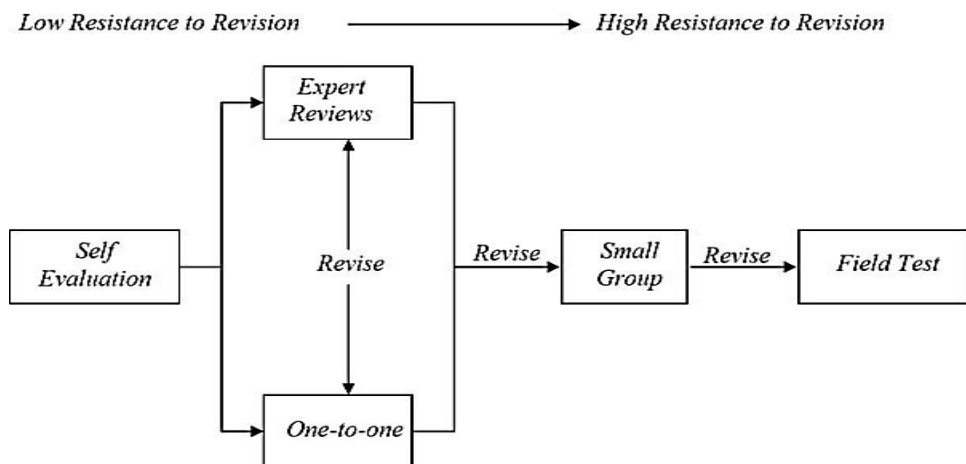 Low Resistance to Revision
High Resistance to Revision
Expert
Reviews
Self
Evaluation
Revise
Revise
Small
Group
Revise
Field Test
One-to-one